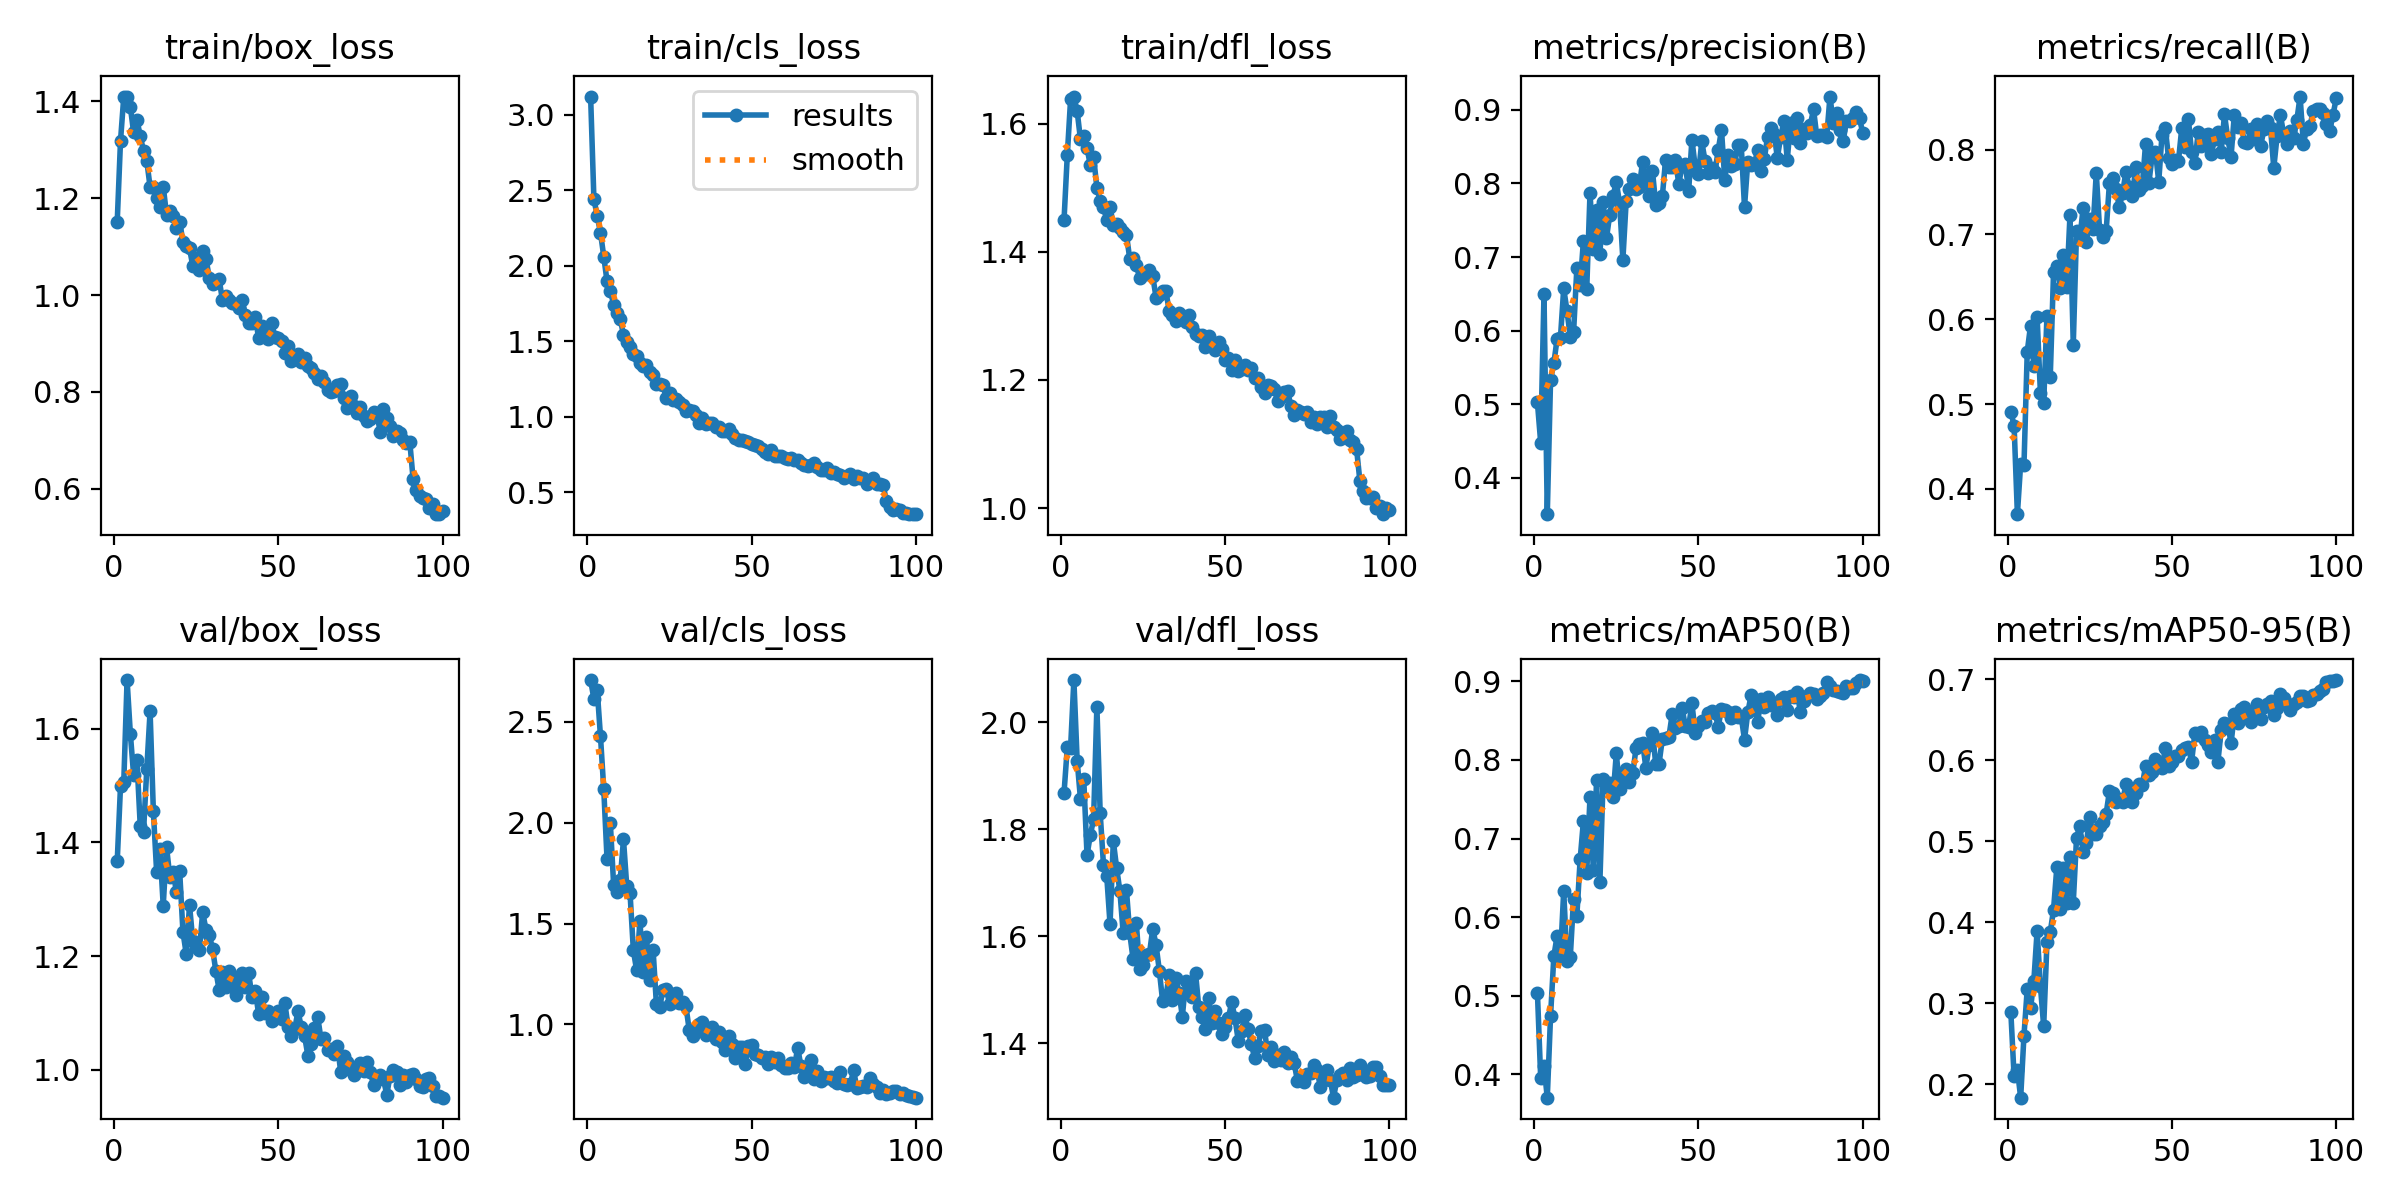 train/box_loss
train/cls_loss
train/dfl_loss
metrics/precision(B)
metrics/recall(B)
1.4
1.2
1.0
0.8
0.6
0 50 100
3.0
2.5
2.0
1.5
1.0
0.5
0 50 100
results
smooth
1.6
1.4
1.2
1.0
0 50 100
0.9
0.8
0.7
0.6
0.5
0.4
0 50 100
0.8
0.7
0.6
0.5
0.4
0 50 100
val/box_loss
val/cls_loss
val/dfl_loss
metrics/mAP50(B)
metrics/mAP50-95(B)
1.6
1.4
1.2
1.0
0 50 100
2.5
2.0
1.5
1.0
0 50 100
2.0
1.8
1.6
1.4
0 50 100
0.9
0.8
0.7
0.6
0.5
0.4
0 50 100
0.7
0.6
0.5
0.4
0.3
0.2
0 50 100